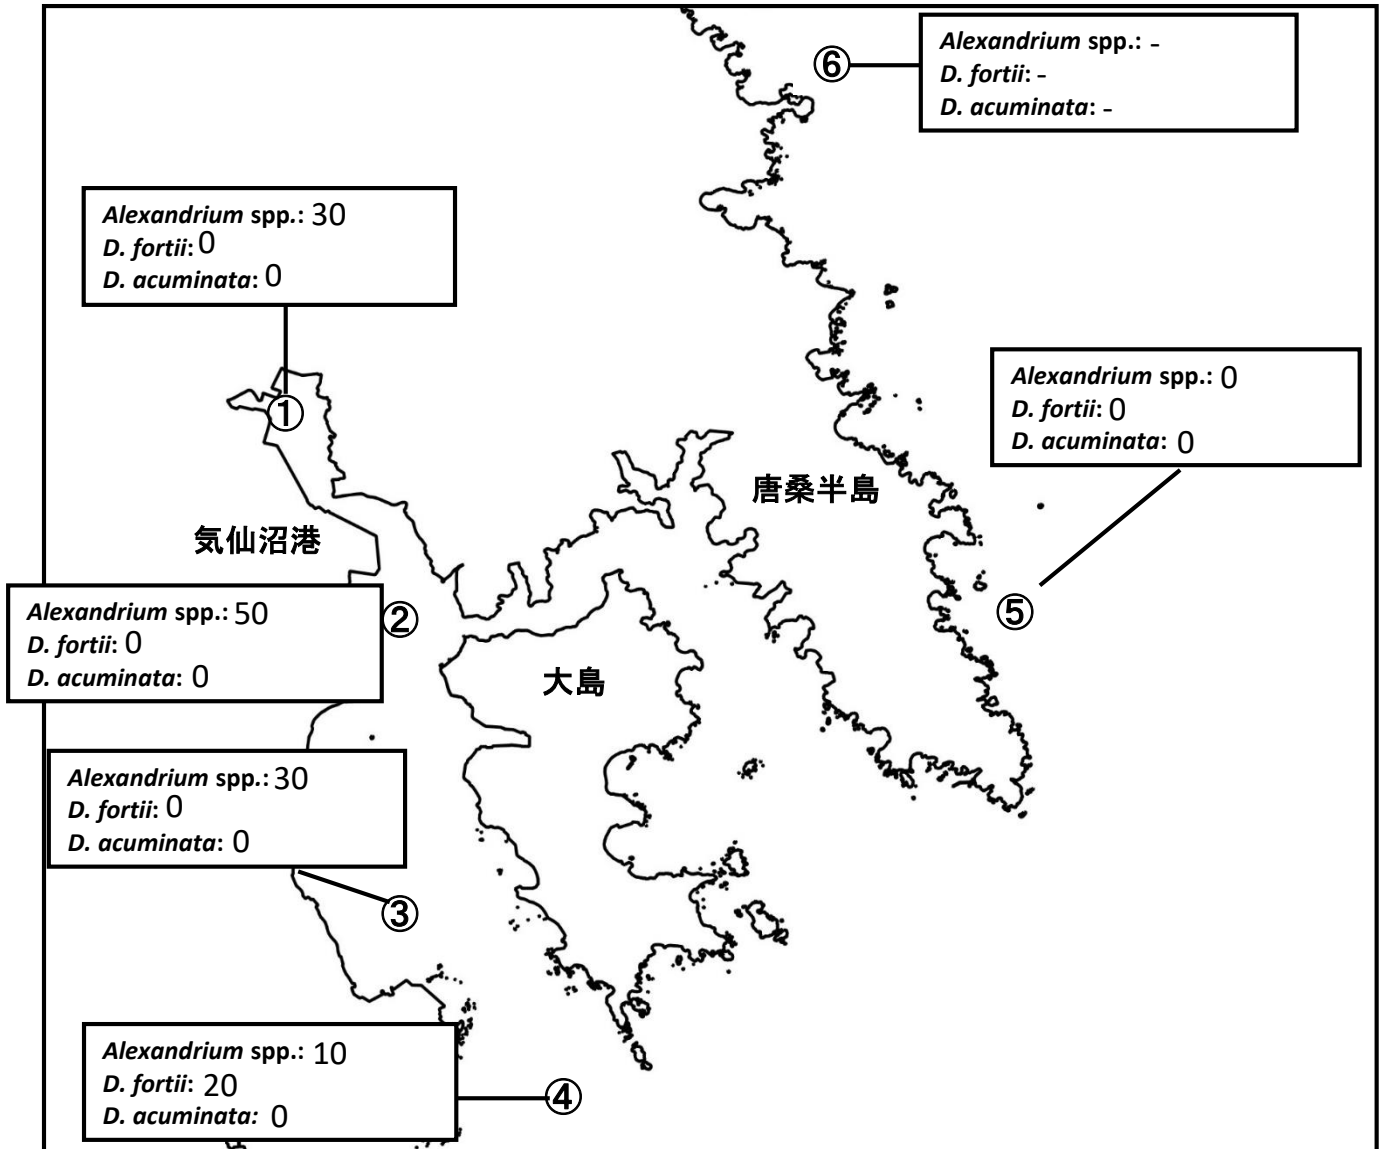 Alexandrium spp.: -
D. fortii: -
D. acuminata: -
⑥
Alexandrium spp.: 30
D. fortii: 0
D. acuminata: 0
①
Alexandrium spp.: 0
D. fortii: 0
D. acuminata: 0
⑤
唐桑半島
気仙沼港
Alexandrium spp.: 50
D. fortii: 0
D. acuminata: 0
②
大島
Alexandrium spp.: 30
D. fortii: 0
D. acuminata: 0
③
Alexandrium spp.: 10
D. fortii: 20
D. acuminata: 0
④